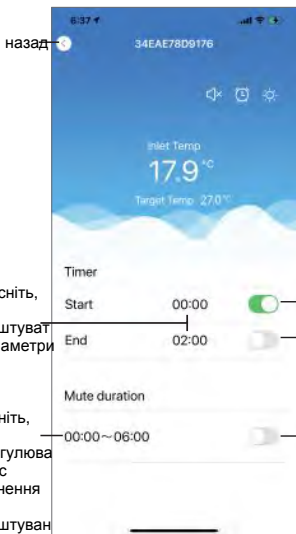 6:37
назад
34EAE78D9176
Inlet Temp
17.9 °C
Target Temp 27.0 °C
Timer
сніть,
Start 00:00
штуват
аметри
End 02:00
Mute duration
ніть,
00:00~06:00
гулюва
с
нення
штуван